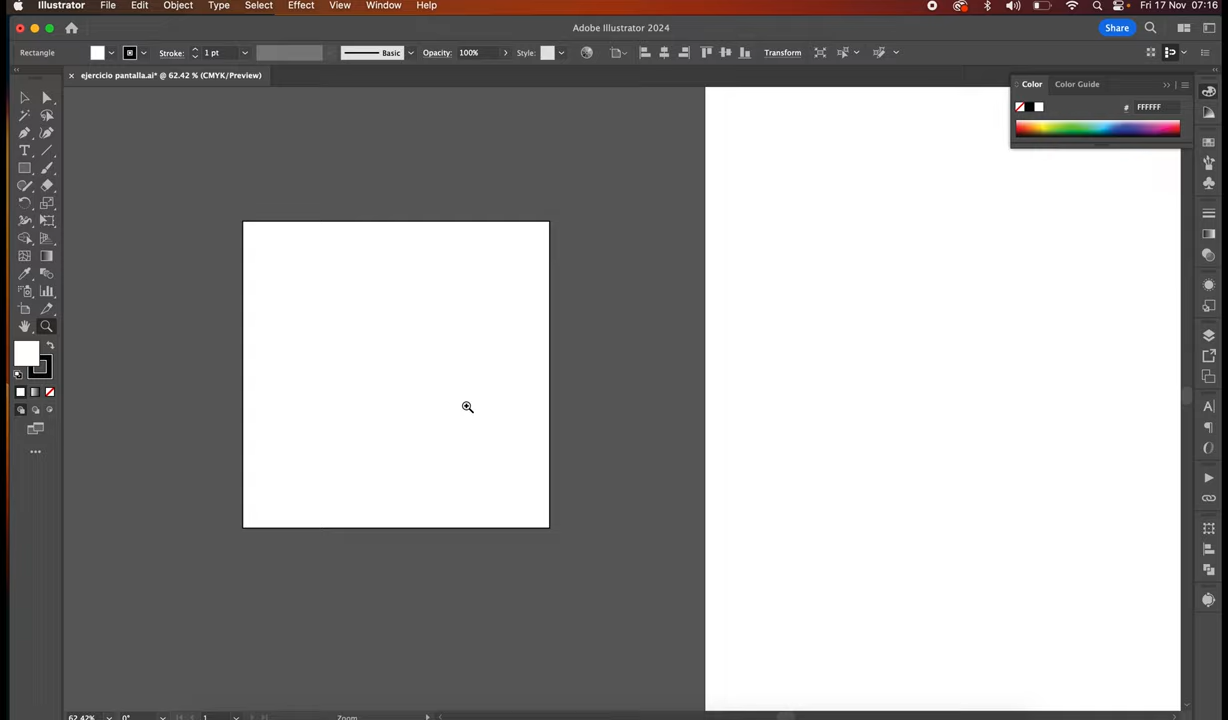 Illustrator File Edit Object Type Select Effect View Window Help Fri 17 Nov 07:16
Adobe Illustrator 2024 Share
Rectangle Stroke: 1 pt Basic Opacity: 100% Style: Transform
× ejercicio pantalla.ai* @ 62.42 % (CMYK/Preview)
Color Color Guide
# FFFFFF
62.42% 0° 1 Zoom